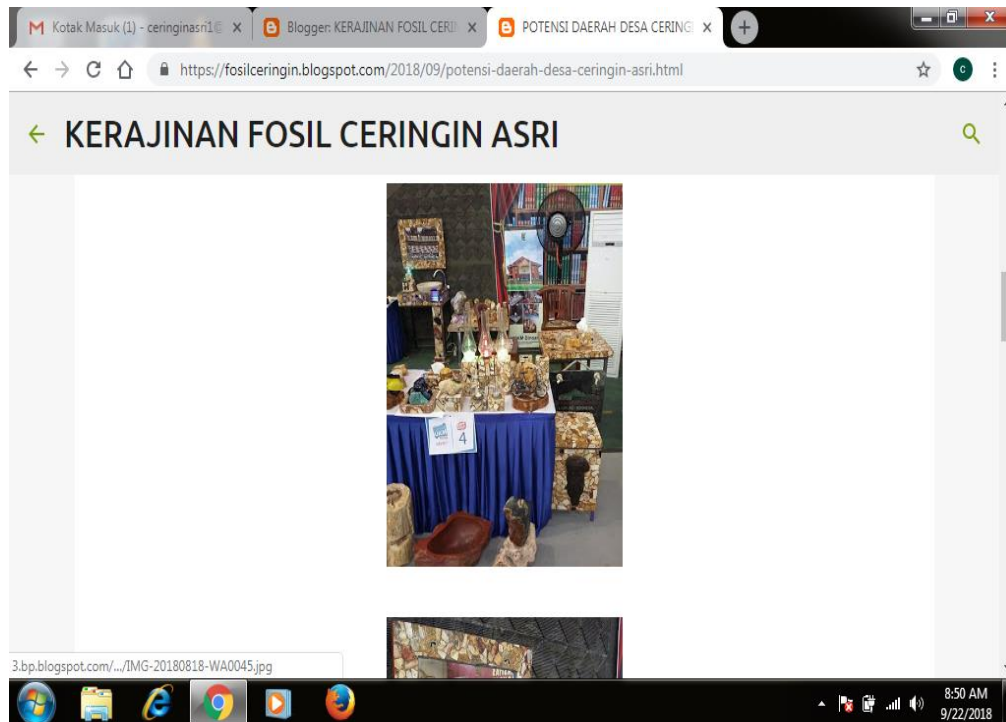 Kotak Masuk (1) - ceringinasri1@
Blogger: KERAJINAN FOSIL CERI
POTENSI DAERAH DESA CERING
https://fosilceringin.blogspot.com/2018/09/potensi-daerah-desa-ceringin-asri.html
C
KERAJINAN FOSIL CERINGIN ASRI
4
3.bp.blogspot.com/.../IMG-20180818-WA0045.jpg
8:50 AM
9/22/2018